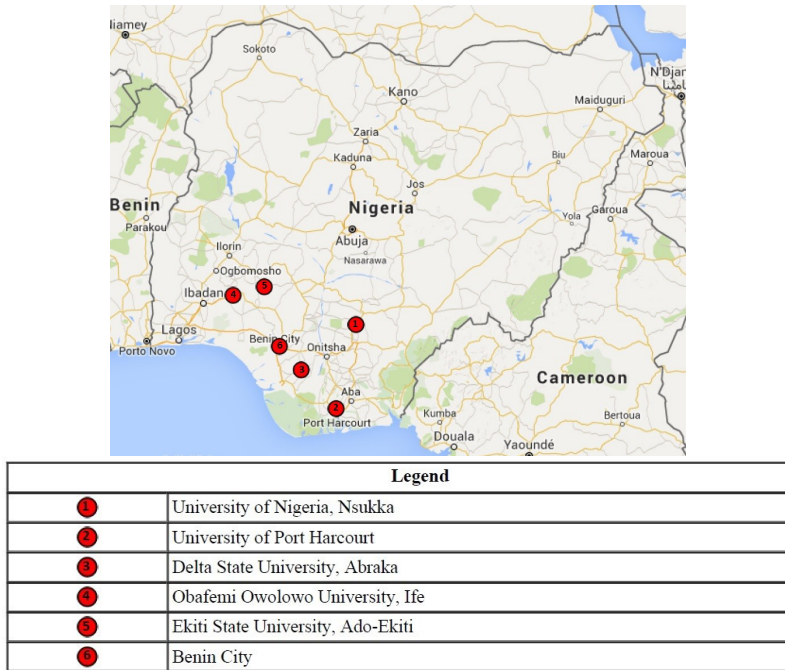 Niamey
Sokoto
N'Djam
Kano
Maiduguri
Zaria
Kaduna
Biu
Maroua
Jos
Benin
Nigeria
Yola
Garoua
Parakou
Abuja
Ilorin
Nasarawa
Ogbomosho
5
Ibadan
4
1
Lagos
Benin City
6
Porto Novo
Onitsha
3
Cameroon
Aba
2
Port Harcourt
Kumba
Bertoua
Douala
Yaoundé
Legend
1 University of Nigeria, Nsukka
2 University of Port Harcourt
3 Delta State University, Abraka
4 Obafemi Owolowo University, Ife
5 Ekiti State University, Ado-Ekiti
6 Benin City